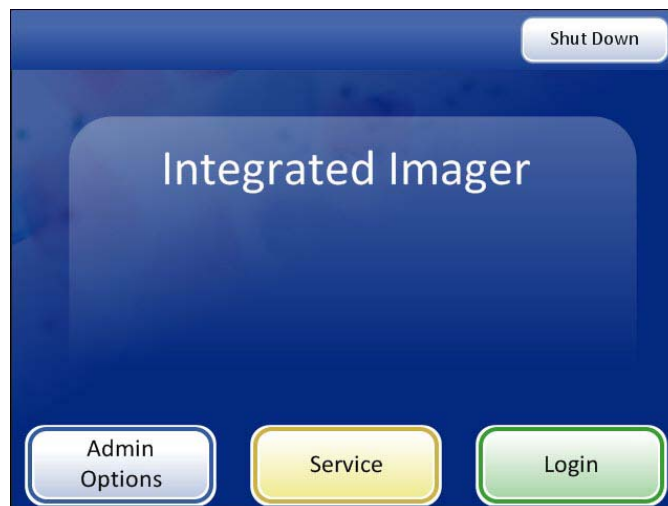 Shut Down
Integrated Imager
Admin
Options
Service
Login